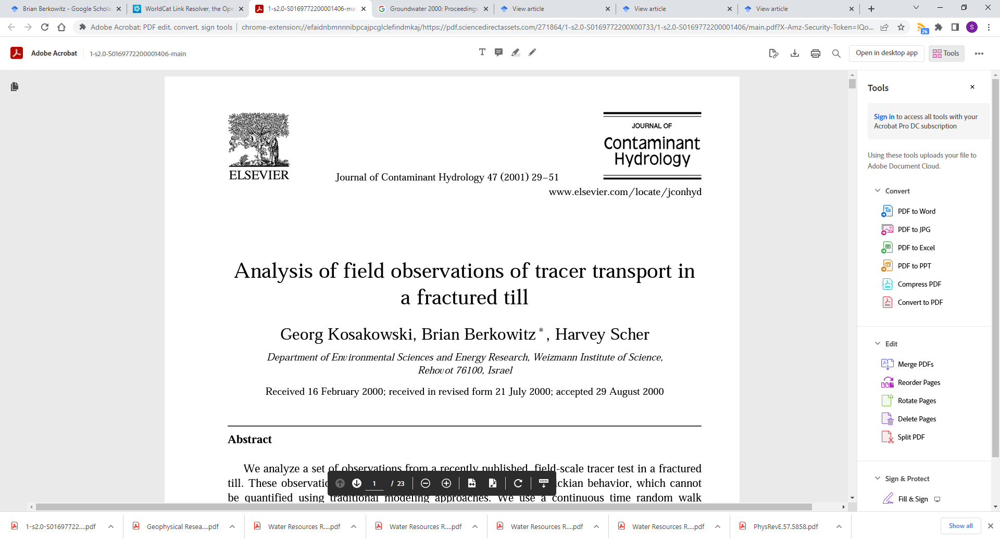 Brian Berkowitz - Google Schola
WorldCat Link Resolver, the Ope
1-s2.0-S0169772200001406-mai
Groundwater 2000: Proceedings
View article
View article
View article
Adobe Acrobat: PDF edit, convert, sign tools
chrome-extension://efaidnbmnnnibpcajpcglclefindmkaj/https://pdf.sciencedirectassets.com/271864/1-s2.0-S0169772200X00733/1-s2.0-S0169772200001406/main.pdf?X-Amz-Security-Token=IQo...
26
S
Adobe Acrobat
1-s2.0-S0169772200001406-main
Open in desktop app
Tools
ELSEVIER
Journal of Contaminant Hydrology 47 (2001) 29–51
JOURNAL OF
Contaminant
Hydrology
www.elsevier.com/locate/jconhyd
Analysis of field observations of tracer transport in
a fractured till
Georg Kosakowski, Brian Berkowitz*, Harvey Scher
Department of Environmental Sciences and Energy Research, Weizmann Institute of Science,
Rehovot 76100, Israel
Received 16 February 2000; received in revised form 21 July 2000; accepted 29 August 2000
Abstract
We analyze a set of observations from a recently published, field-scale tracer test in a fractured
till. These observatio
ickian behavior, which cannot
be quantified using traditional modeling approaches. We use a continuous time random walk
1 / 23
Tools
Sign in to access all tools with your
Acrobat Pro DC subscription
Using these tools uploads your file to
Adobe Document Cloud.
Convert
PDF to Word
PDF to JPG
PDF to Excel
PDF to PPT
Compress PDF
Convert to PDF
Edit
Merge PDFs
Reorder Pages
Rotate Pages
Delete Pages
Split PDF
Sign & Protect
Fill & Sign
1-s2.0-S01697722....pdf
Geophysical Resea....pdf
Water Resources R....pdf
Water Resources R....pdf
Water Resources R....pdf
Water Resources R....pdf
PhysRevE.57.5858.pdf
Show all